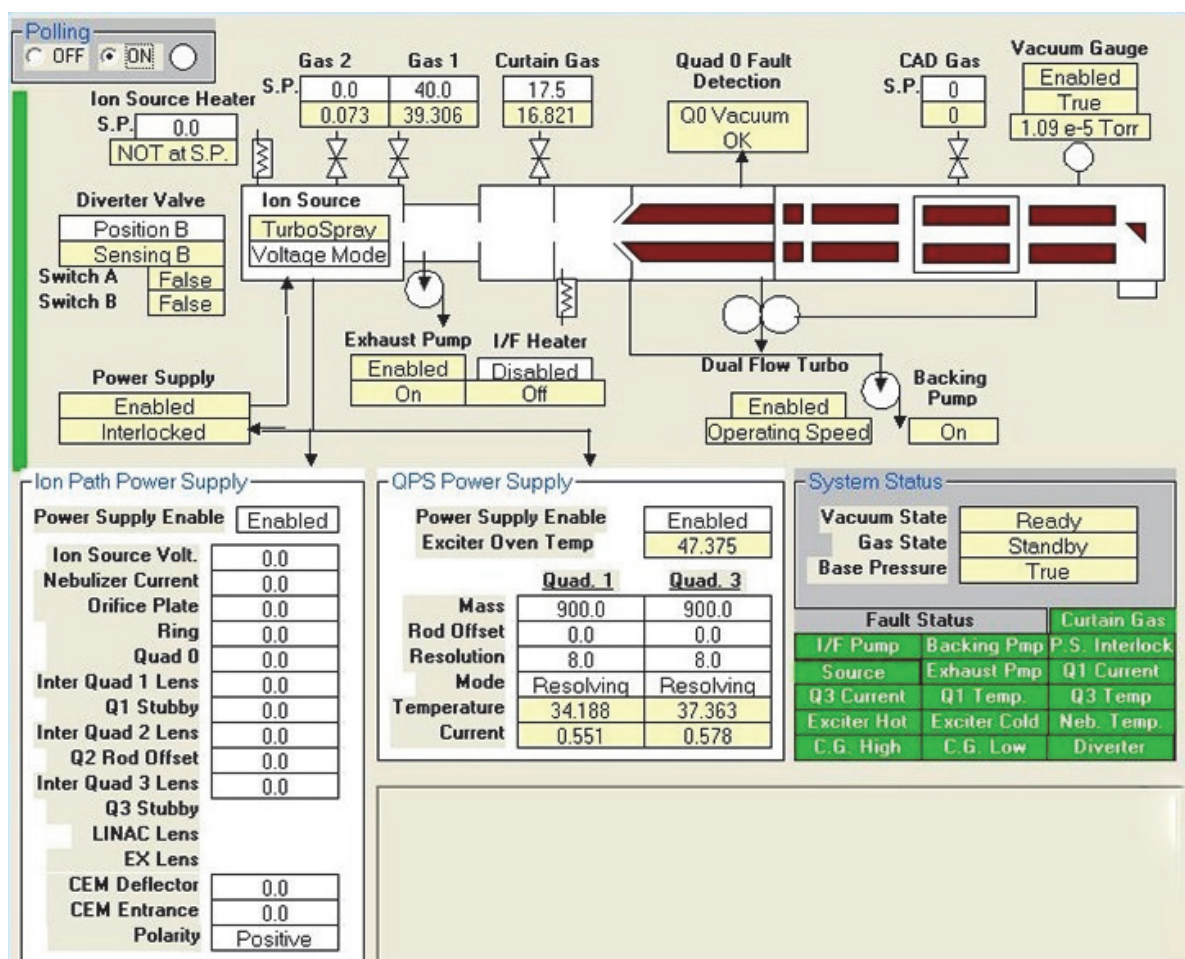 Polling
OFF ON
Gas 2 Gas 1 Curtain Gas Quad 0 Fault Detection CAD Gas Vacuum Gauge
S.P. 0.0 40.0 17.5 S.P. 0 Enabled
0.073 39.306 16.821 Q0 Vacuum OK 0 True
1.09 e-5 Torr
Ion Source Heater
S.P. 0.0
NOT at S.P.
Diverter Valve
Position B
Sensing B
Switch A False
Switch B False
Ion Source
TurboSpray
Voltage Mode
Exhaust Pump
Enabled
On
I/F Heater
Disabled
Off
Dual Flow Turbo
Enabled
Operating Speed
Backing
Pump
On
Power Supply
Enabled
Interlocked
Ion Path Power Supply
Power Supply Enable Enabled
Ion Source Volt. 0.0
Nebulizer Current 0.0
Orifice Plate 0.0
Ring 0.0
Quad 0 0.0
Inter Quad 1 Lens 0.0
Q1 Stubby 0.0
Inter Quad 2 Lens 0.0
Q2 Rod Offset 0.0
Inter Quad 3 Lens 0.0
Q3 Stubby
LINAC Lens
EX Lens
CEM Deflector 0.0
CEM Entrance 0.0
Polarity Positive
QPS Power Supply
Power Supply Enable Enabled
Exciter Oven Temp 47.375
Quad. 1 Quad. 3
Mass 900.0 900.0
Rod Offset 0.0 0.0
Resolution 8.0 8.0
Mode Resolving Resolving
Temperature 34.188 37.363
Current 0.551 0.578
System Status
Vacuum State Ready
Gas State Standby
Base Pressure True
Fault Status Curtain Gas
I/F Pump Backing Pmp P.S. Interlock
Source Exhaust Pmp Q1 Current
Q3 Current Q1 Temp. Q3 Temp
Exciter Hot Exciter Cold Neb. Temp.
C.G. High C.G. Low Diverter